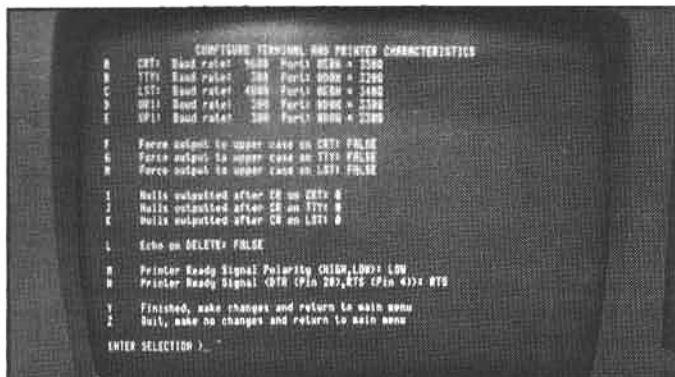 CONFIGURE TERMINAL AND PRINTER CHARACTERISTICS
A CRT: Baud rate: 9600 Port:
B TTY: Baud rate: 300 Port:
C LST: Baud rate: 4800 Port:
D UP1: Baud rate: 300 Port:
E Baud rate: 300 Port:
F Force output to upper case on CRT: FALSE
G Force output to upper case on TTY: FALSE
H Force output to upper case on LST: FALSE
I Nulls outputted after CR on CRT: 0
J Nulls outputted after CR on TTY: 0
K Nulls outputted after CR on LST: 0
L Echo on DELETE: FALSE
M Printer Ready Signal Polarity (HIGH,LOW): LOW
N Printer Ready Signal (DTR (Pin 20),RTS (Pin 4)): RTS
Y Finished, make changes and return to main menu
Z Quit, make no changes and return to main menu
ENTER SELECTION >_